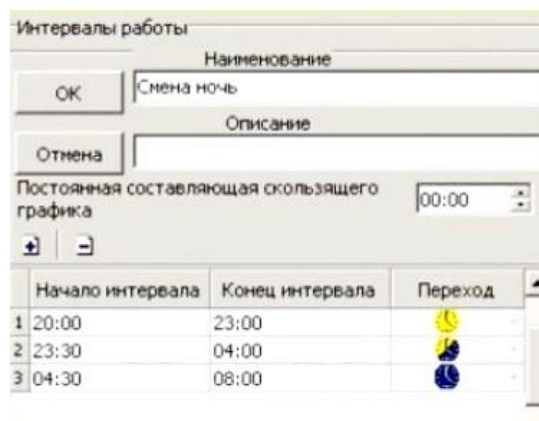 Интервалы работы
Наименование
ОК
Смена ночь
Описание
Отмена
Постоянная составляющая скользящего
графика
00:00
Начало интервала Конец интервала Переход
1 20:00 23:00
2 23:30 04:00
3 04:30 08:00